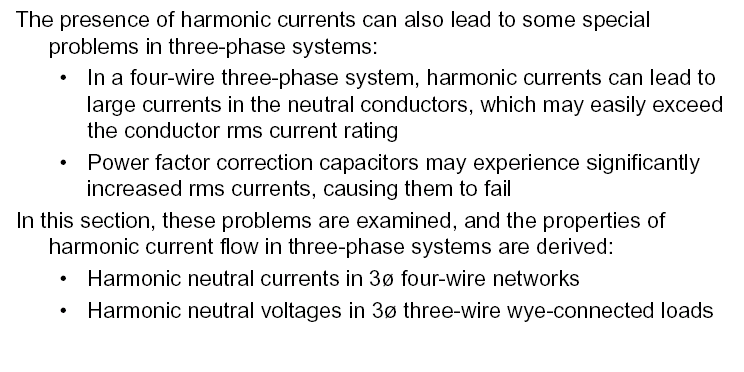 The presence of harmonic currents can also lead to some special
problems in three-phase systems:
• In a four-wire three-phase system, harmonic currents can lead to
large currents in the neutral conductors, which may easily exceed
the conductor rms current rating
• Power factor correction capacitors may experience significantly
increased rms currents, causing them to fail
In this section, these problems are examined, and the properties of
harmonic current flow in three-phase systems are derived:
• Harmonic neutral currents in 3ø four-wire networks
• Harmonic neutral voltages in 3ø three-wire wye-connected loads